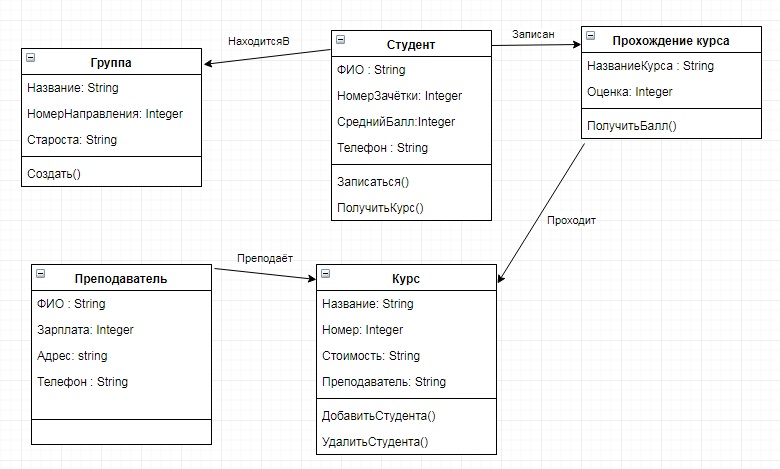 Группа
Название: String
НомерНаправления: Integer
Староста: String
Создать()
НаходитсяВ
Студент
ФИО : String
НомерЗачётки: Integer
СреднийБалл:Integer
Телефон : String
Записаться()
ПолучитьКурс()
Записан
Прохождение курса
НазваниеКурса : String
Оценка: Integer
ПолучитьБалл()
Проходит
Преподаватель
ФИО : String
Зарплата: Integer
Адрес: string
Телефон : String
Преподаёт
Курс
Название: String
Номер: Integer
Стоимость: String
Преподаватель: String
ДобавитьСтудента()
УдалитьСтудента()